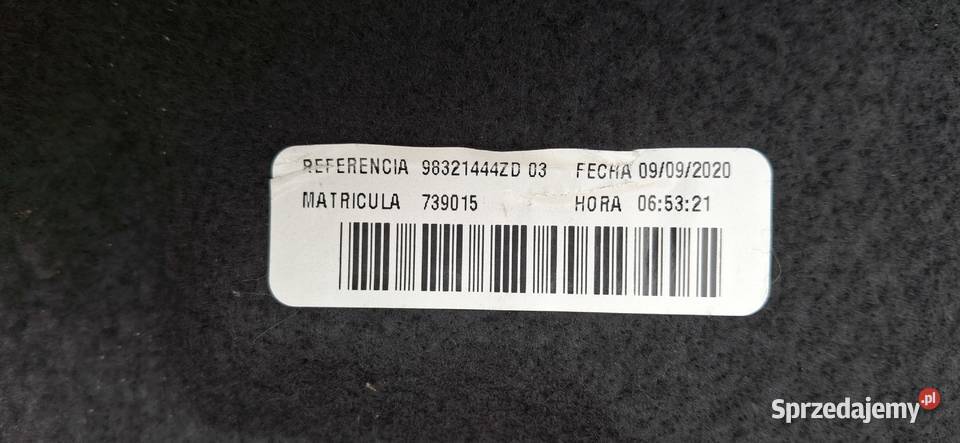 REFERENCIA 98321444ZD 03 FECHA 09/09/2020
MATRICULA 739015 HORA 06:53:21
Sprzedajemy.pl